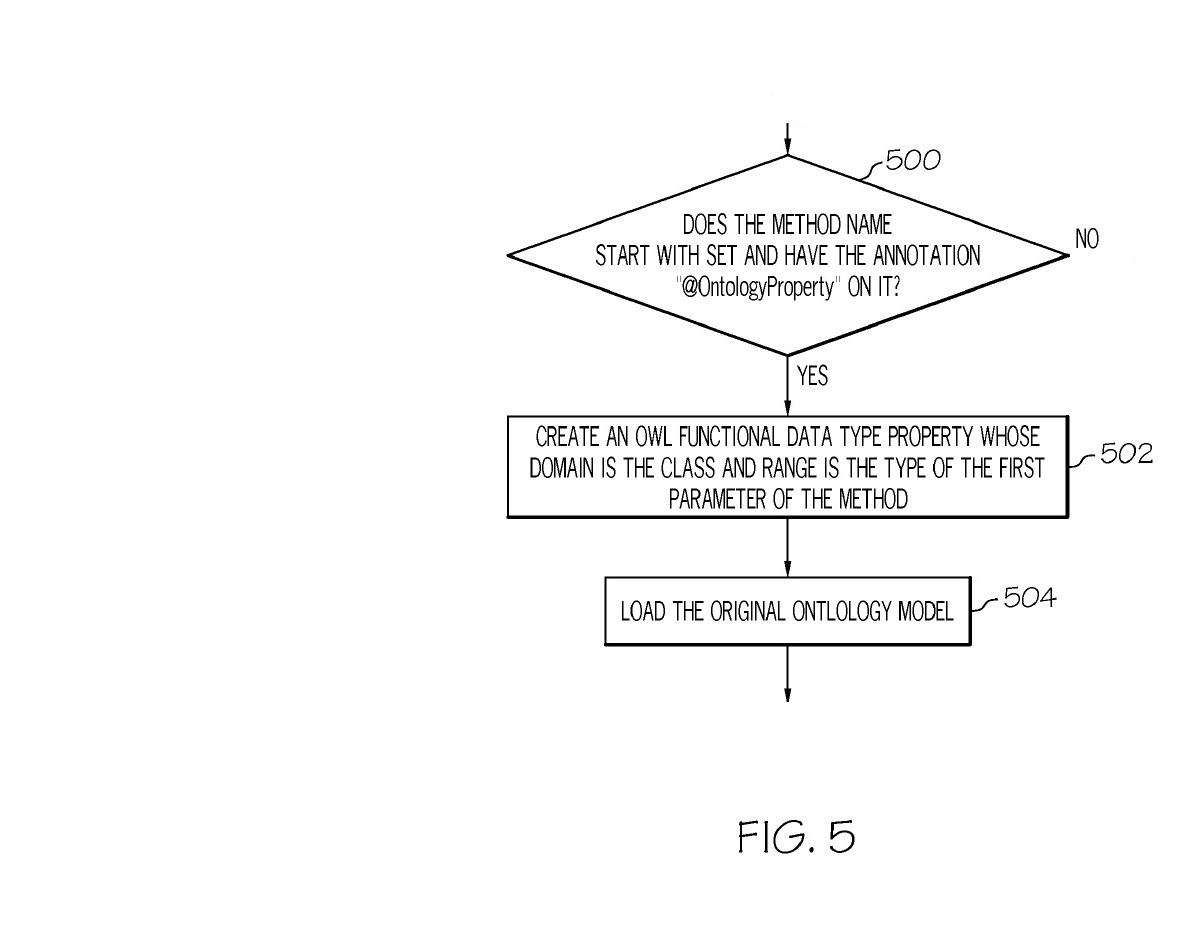 500
DOES THE METHOD NAME
START WITH SET AND HAVE THE ANNOTATION
"@OntologyProperty" ON IT?
NO
YES
CREATE AN OWL FUNCTIONAL DATA TYPE PROPERTY WHOSE
DOMAIN IS THE CLASS AND RANGE IS THE TYPE OF THE FIRST
PARAMETER OF THE METHOD
502
LOAD THE ORIGINAL ONTLOLOGY MODEL
504
FIG. 5